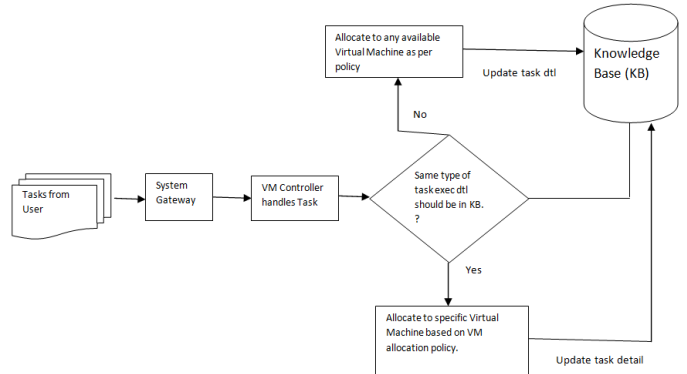 Allocate to any available
Virtual Machine as per
policy
Knowledge
Base (KB)
Update task dtl
No
Tasks from
User
System
Gateway
VM Controller
handles Task
Same type of
task exec dtl
should be in KB.
?
Yes
Allocate to specific Virtual
Machine based on VM
allocation policy.
Update task detail